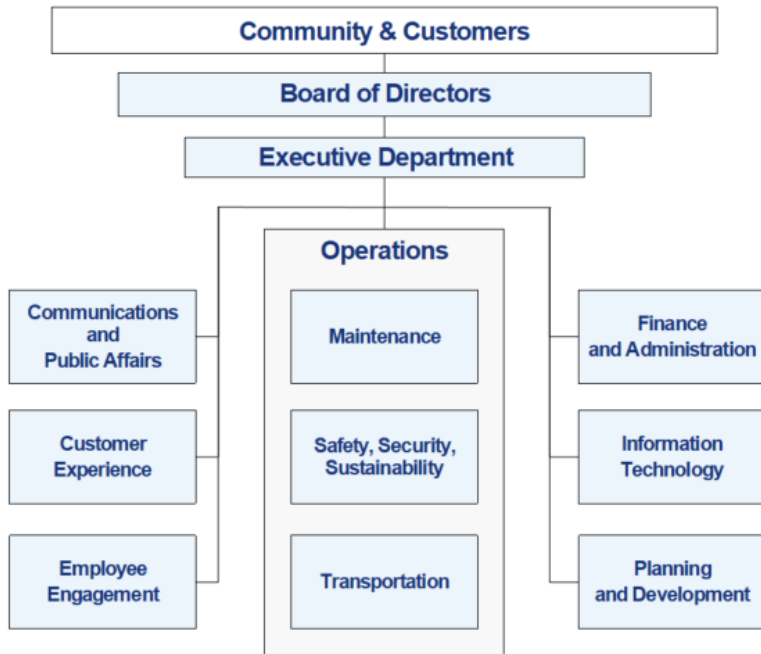 Community & Customers
Board of Directors
Executive Department
Operations
Communications
and
Public Affairs
Maintenance
Finance
and Administration
Customer
Experience
Safety, Security,
Sustainability
Information
Technology
Employee
Engagement
Transportation
Planning
and Development